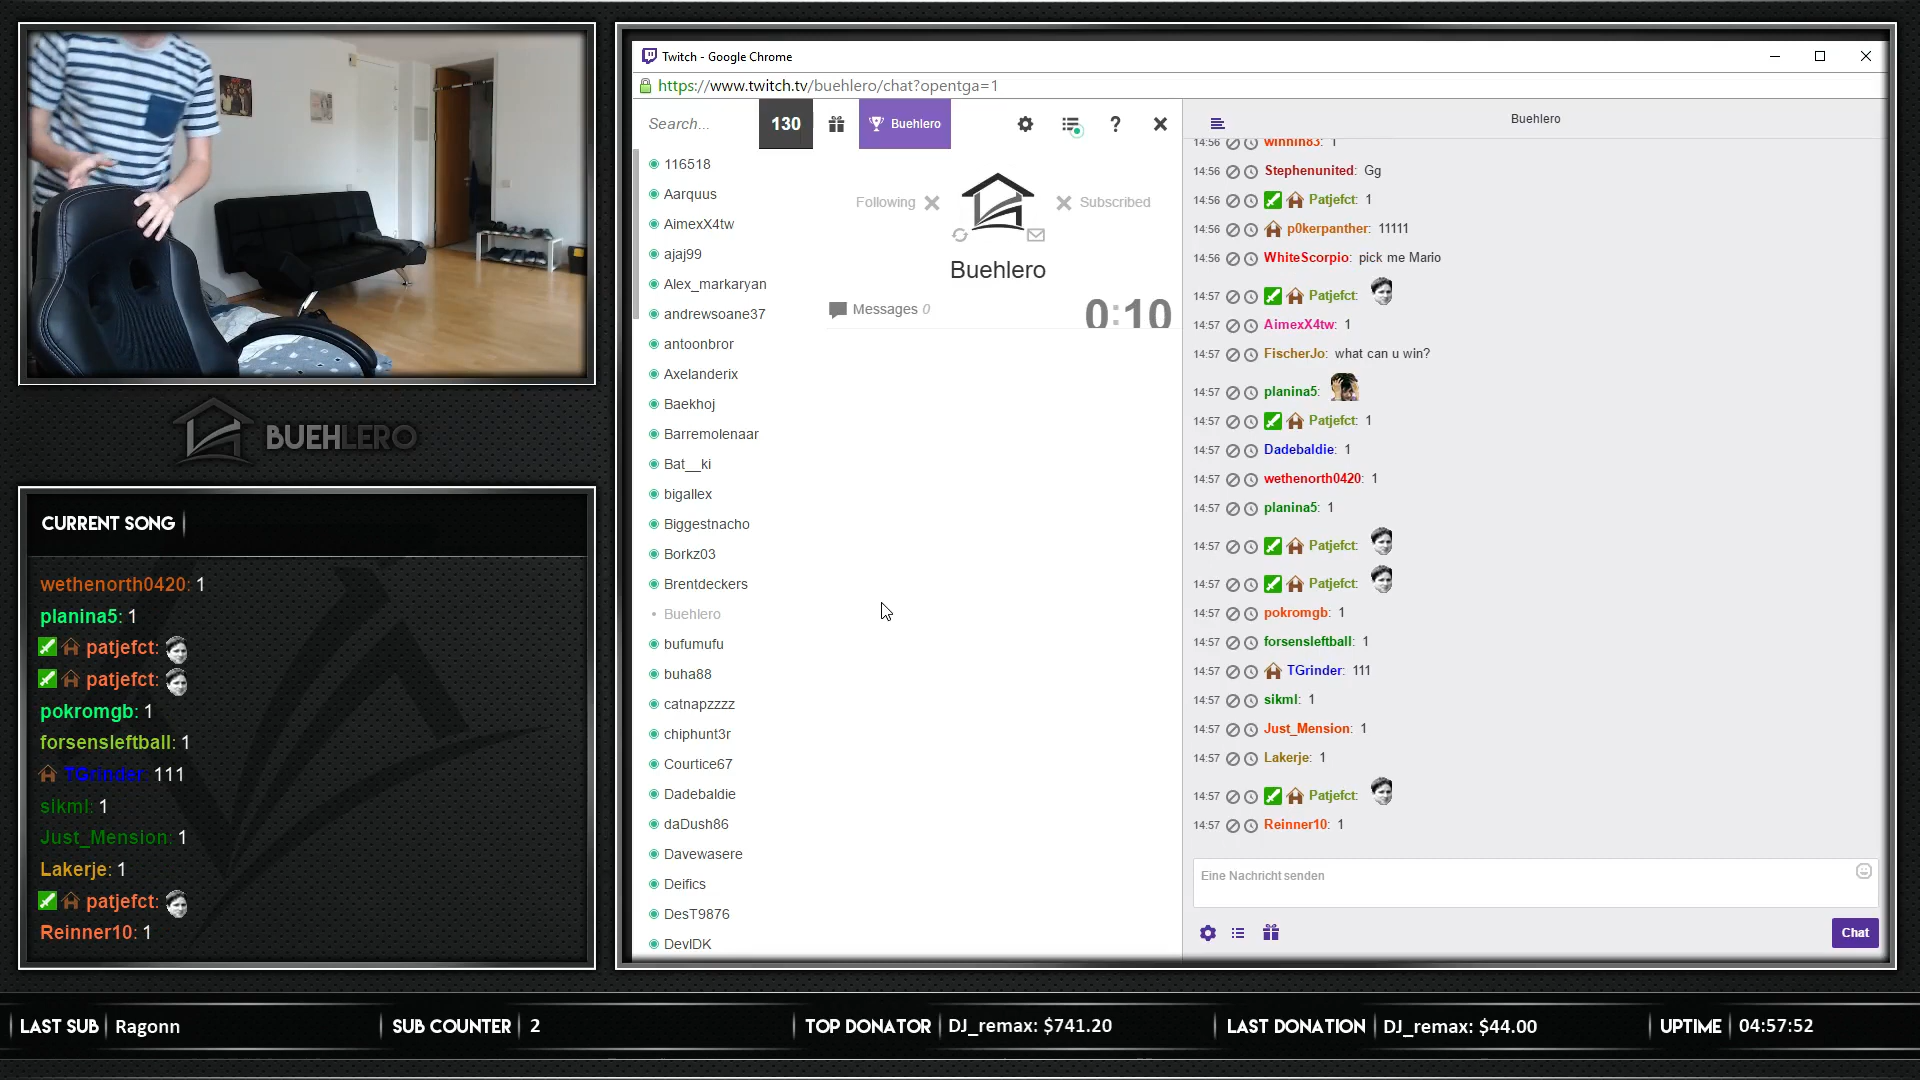 Twitch - Google Chrome
https://www.twitch.tv/buehlero/chat?opentga=1
Search...
130
Buehlero
?
116518
Aarquus
AimexX4tw
ajaj99
Alex_markaryan
andrewsoane37
antoonbror
Axelanderix
Baekhoj
Barremolenaar
Bat__ki
bigallex
Biggestnacho
Borkz03
Brentdeckers
Buehlero
bufumufu
buha88
catnapzzzz
chiphunt3r
Courtice67
Dadebaldie
daDush86
Davewasere
Deifics
DesT9876
DevIDK
Following
Subscribed
Buehlero
Messages 0
0:10
Buehlero
14:56 winnin83: 1
14:56 Stephenunited: Gg
14:56 Patjefct: 1
14:56 p0kerpanther: 11111
14:56 WhiteScorpio: pick me Mario
14:57 Patjefct:
14:57 AimexX4tw: 1
14:57 FischerJo: what can u win?
14:57 planina5:
14:57 Patjefct: 1
14:57 Dadebaldie: 1
14:57 wethenorth0420: 1
14:57 planina5: 1
14:57 Patjefct:
14:57 Patjefct:
14:57 pokromgb: 1
14:57 forsensleftball: 1
14:57 TGrinder: 111
14:57 sikml: 1
14:57 Just_Mension: 1
14:57 Lakerje: 1
14:57 Patjefct:
14:57 Reinner10: 1
Eine Nachricht senden
Chat
BUEHLERO
CURRENT SONG
wethenorth0420: 1
planina5: 1
patjefct:
patjefct:
pokromgb: 1
forsensleftball: 1
TGrinder: 111
sikml: 1
Just_Mension: 1
Lakerje: 1
patjefct:
Reinner10: 1
LAST SUB Ragonn
SUB COUNTER 2
TOP DONATOR DJ_remax: $741.20
LAST DONATION DJ_remax: $44.00
UPTIME 04:57:52